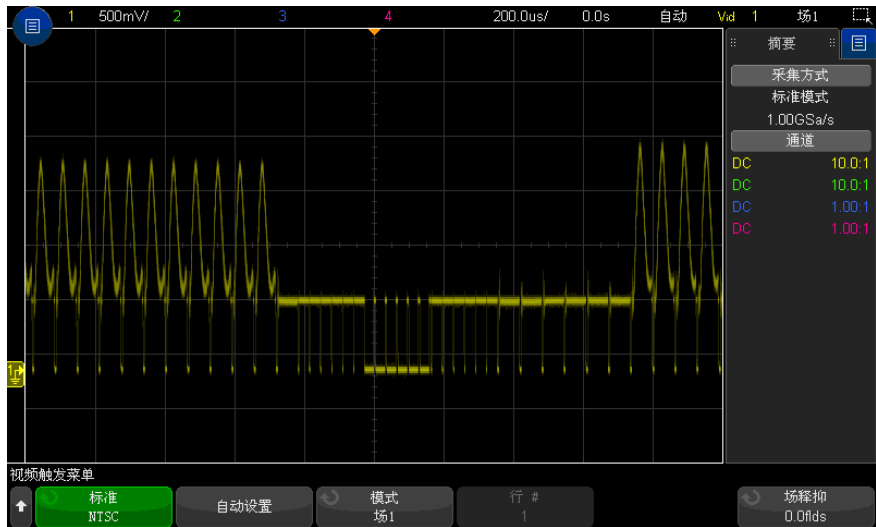 1 500mV/ 2 3 4 200.0us/ 0.0s 自动 Vid 1 场1
摘要
采集方式
标准模式
1.00GSa/s
通道
DC 10.0:1
DC 10.0:1
DC 1.00:1
DC 1.00:1
1
视频触发菜单
标准
NTSC
自动设置
模式
场1
行 #
1
场释抑
0.0flds